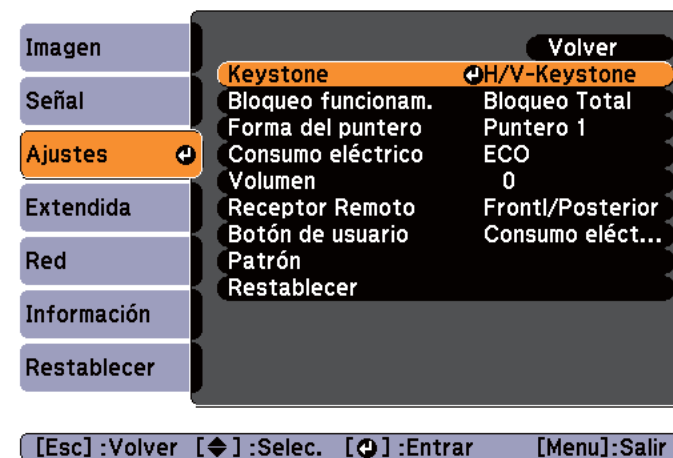 Imagen
Señal
Ajustes
Extendida
Red
Información
Restablecer
Volver
Keystone H/V-Keystone
Bloqueo funcionam. Bloqueo Total
Forma del puntero Puntero 1
Consumo eléctrico ECO
Volumen 0
Receptor Remoto Frontl/Posterior
Botón de usuario Consumo eléct...
Patrón
Restablecer
[Esc] :Volver [ ] :Selec. [ ] :Entrar [Menu]:Salir